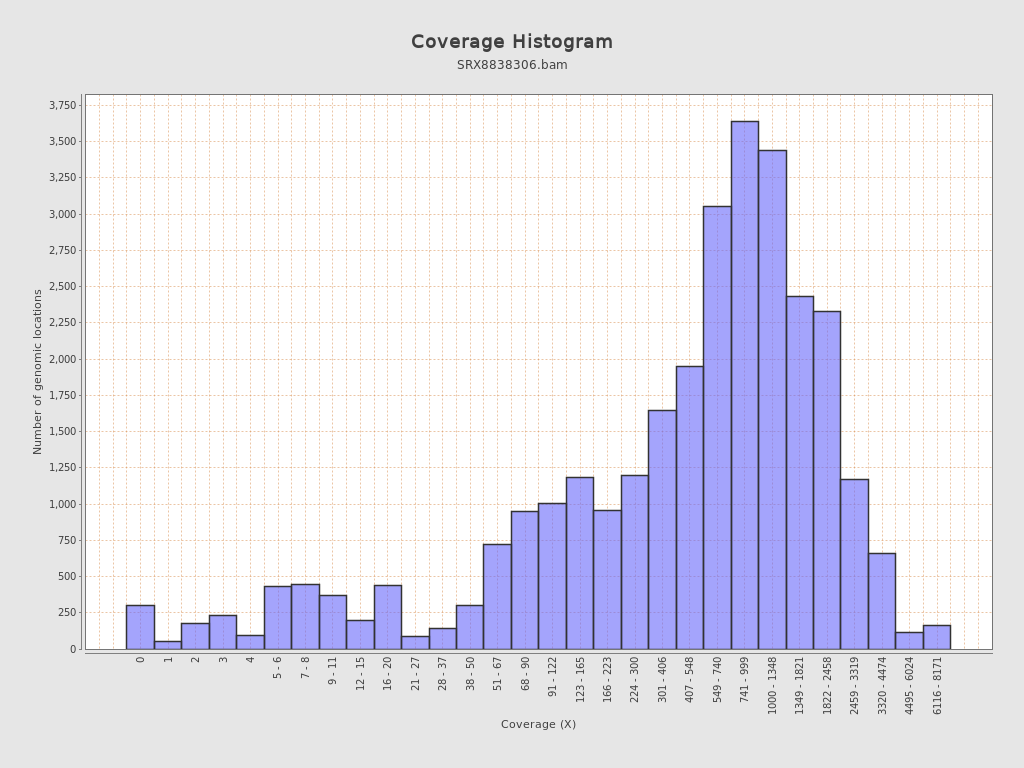 Coverage Histogram
SRX8838306.bam
Number of genomic locations
3,750
3,500
3,250
3,000
2,750
2,500
2,250
2,000
1,750
1,500
1,250
1,000
750
500
250
0
0
1
2
3
4
5 - 6
7 - 8
9 - 11
12 - 15
16 - 20
21 - 27
28 - 37
38 - 50
51 - 67
68 - 90
91 - 122
123 - 165
166 - 223
224 - 300
301 - 406
407 - 548
549 - 740
741 - 999
1000 - 1348
1349 - 1821
1822 - 2458
2459 - 3319
3320 - 4474
4495 - 6024
6116 - 8171
Coverage (X)